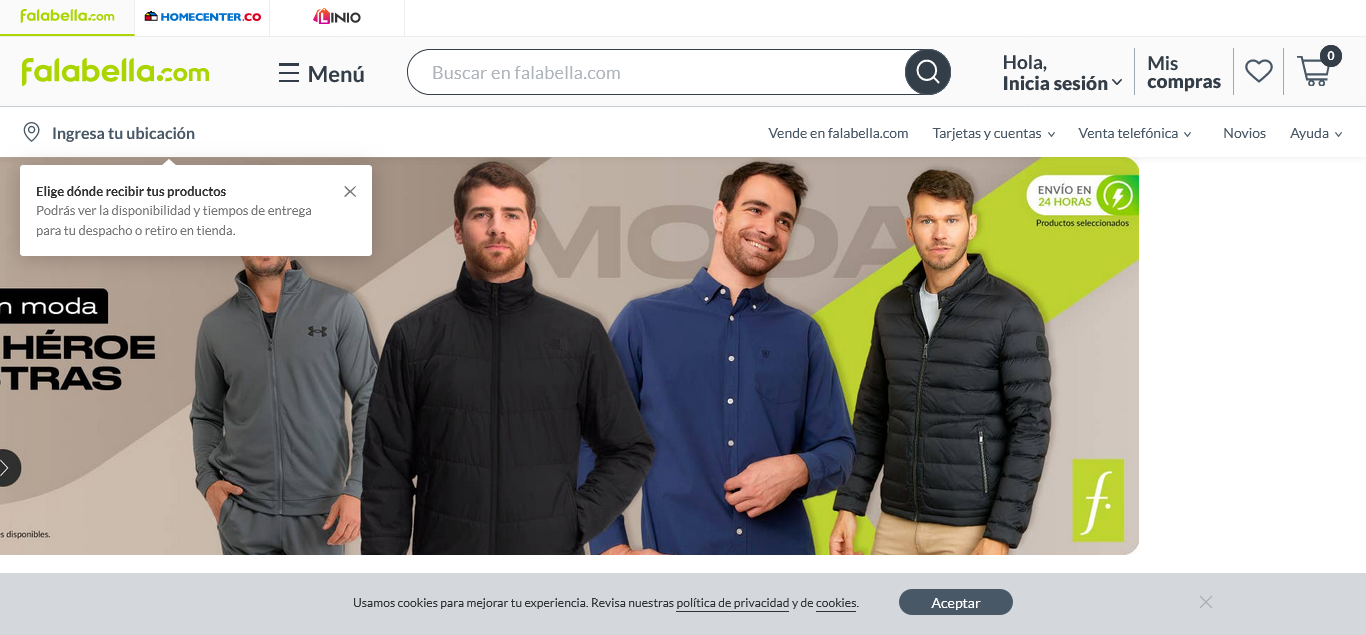 falabella.com
HOMECENTER.CO
LINIO
falabella.com
Menú
Buscar en falabella.com
Hola,
Inicia sesión
Mis
compras
0
Ingresa tu ubicación
Vende en falabella.com
Tarjetas y cuentas
Venta telefónica
Novios
Ayuda
Elige dónde recibir tus productos
Podrás ver la disponibilidad y tiempos de entrega
para tu despacho o retiro en tienda.
MODA
ENVÍO EN
24 HORAS
Productos seleccionados
n moda
HÉROE
STRAS
s disponibles.
f.
Usamos cookies para mejorar tu experiencia. Revisa nuestras política de privacidad y de cookies.
Aceptar